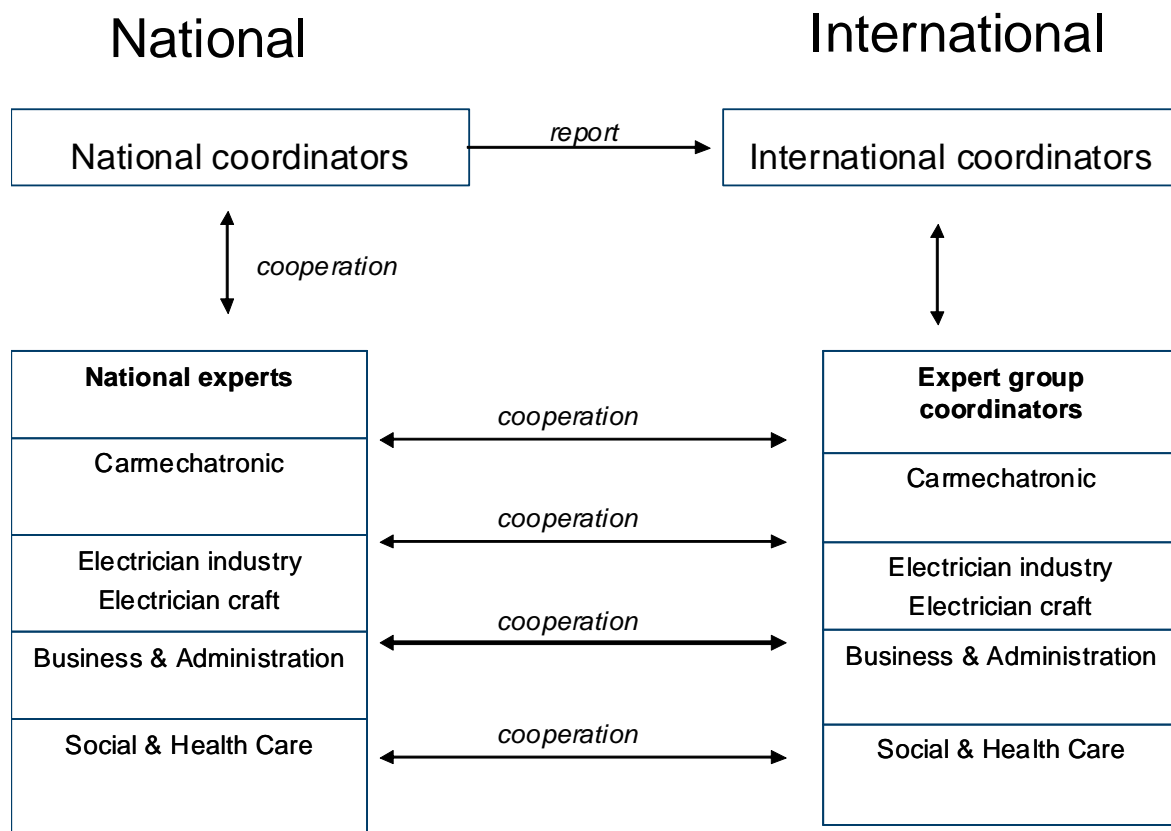 National
International
National coordinators
report
International coordinators
cooperation
National experts
Carmechatronic
Electrician industry
Electrician craft
Business & Administration
Social & Health Care
cooperation
cooperation
cooperation
cooperation
Expert group
coordinators
Carmechatronic
Electrician industry
Electrician craft
Business & Administration
Social & Health Care